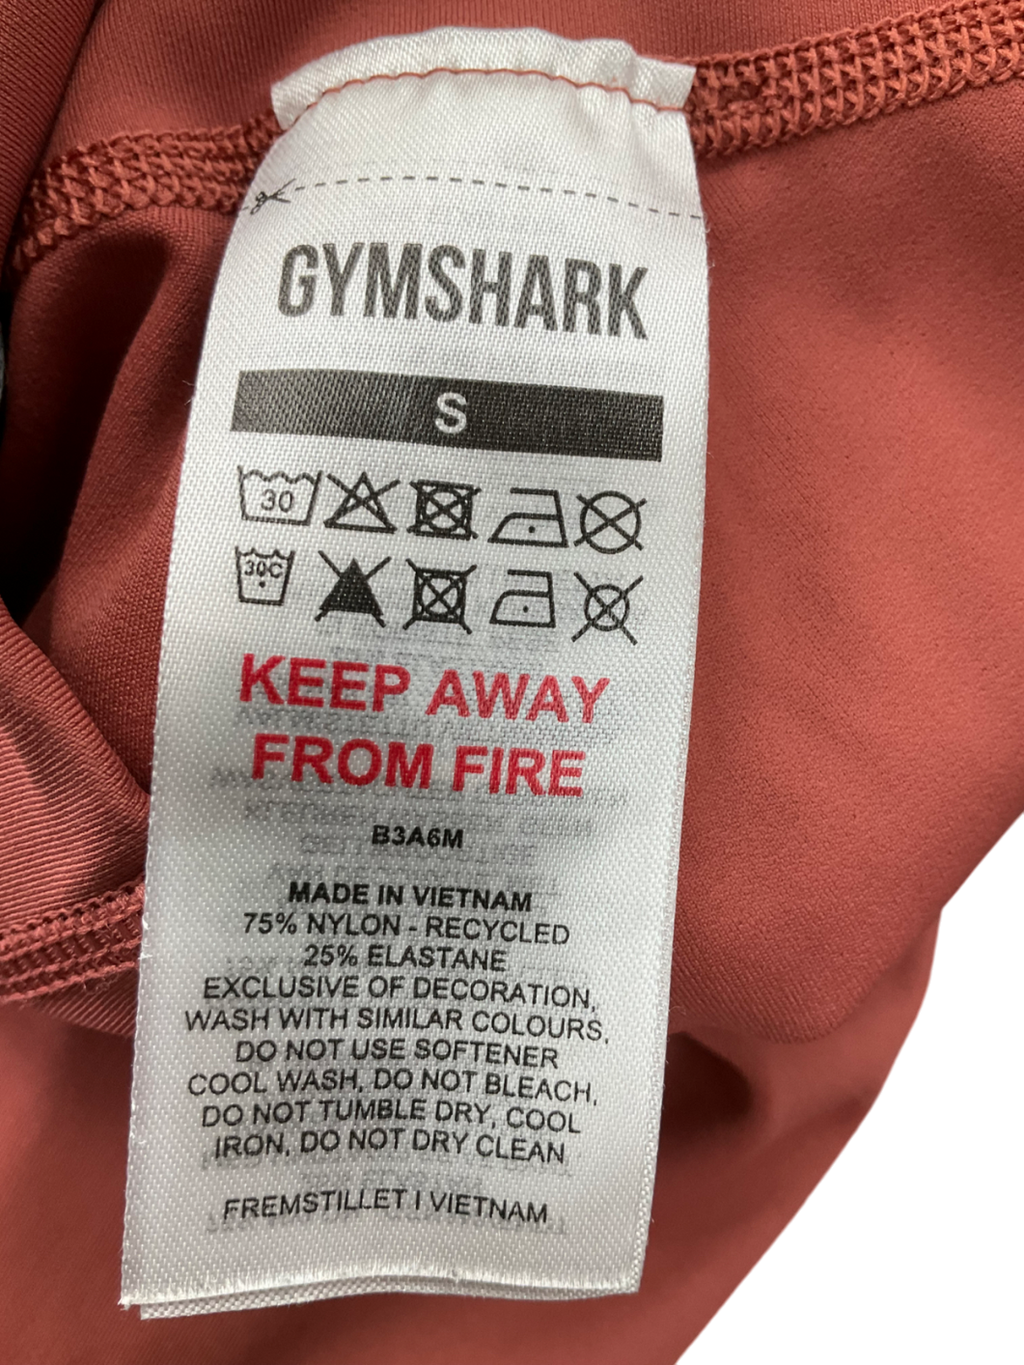 GYMSHARK
S
30
30C
KEEP AWAY
FROM FIRE
B3A6M
MADE IN VIETNAM
75% NYLON - RECYCLED
25% ELASTANE
EXCLUSIVE OF DECORATION,
WASH WITH SIMILAR COLOURS,
DO NOT USE SOFTENER
COOL WASH, DO NOT BLEACH,
DO NOT TUMBLE DRY, COOL
IRON, DO NOT DRY CLEAN
FREMSTILLET I VIETNAM